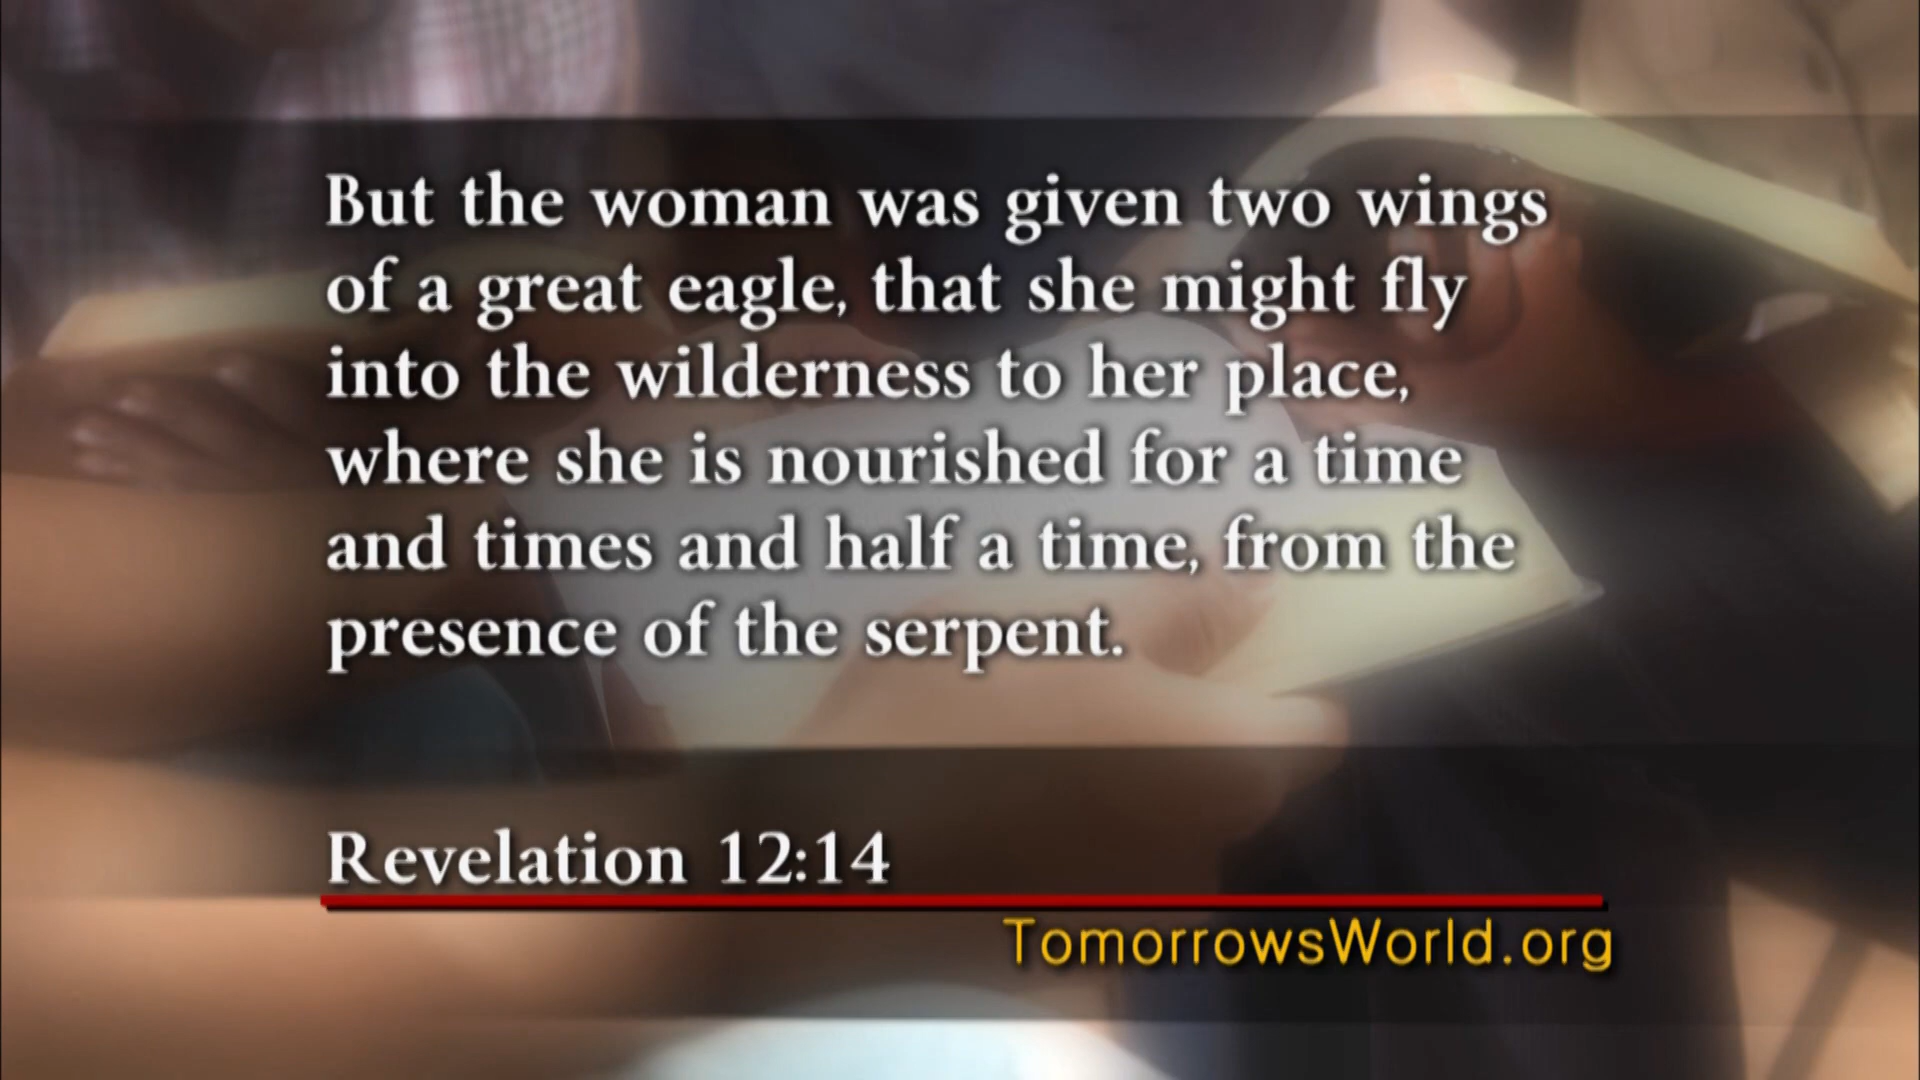 But the woman was given two wings
of a great eagle, that she might fly
into the wilderness to her place,
where she is nourished for a time
and times and half a time, from the
presence of the serpent.
Revelation 12:14
TomorrowsWorld.org